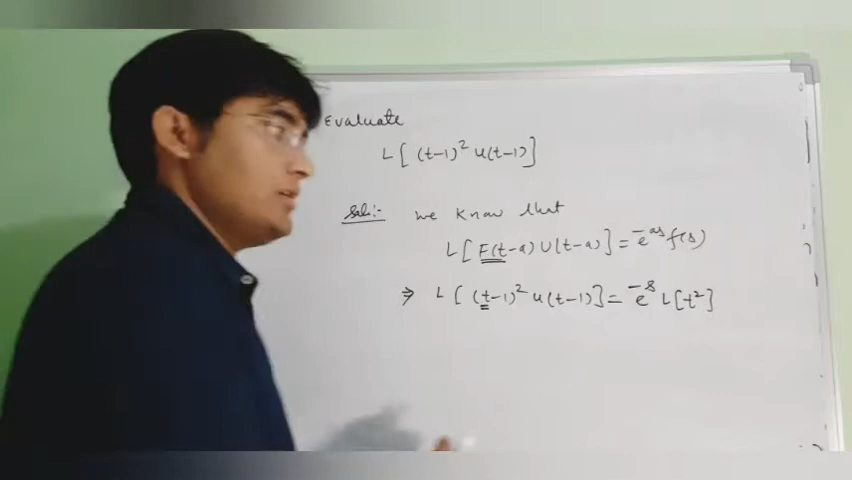 Evaluate
L[ (t-1)² u(t-1)]
Sol:- we know that
L[ F(t-a) U(t-a)] = e^-as f(s)
⇒ L[ (t-1)² u(t-1)] = e^-s L[t²]